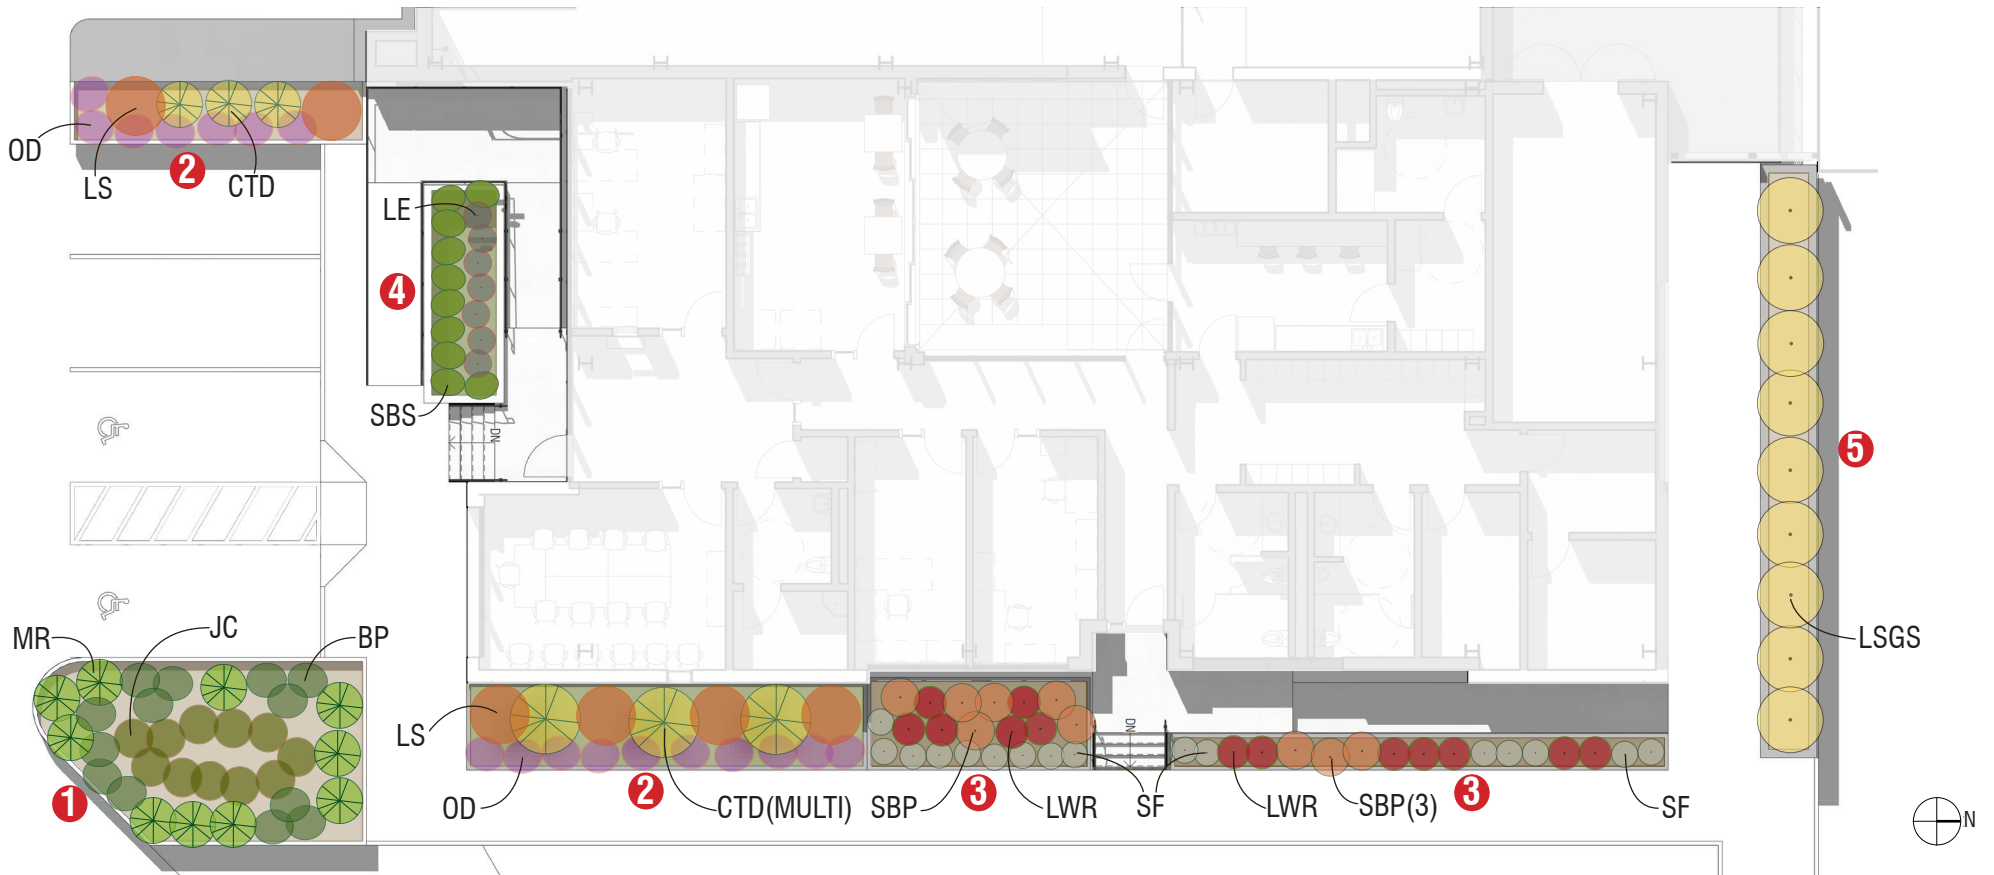 OD
LS
2
CTD
LE
4
SBS
DN
5
MR
JC
BP
LSGS
1
LS
OD
2
CTD(MULTI)
SBP
3
LWR
DN
SF
LWR
SBP(3)
3
SF
N